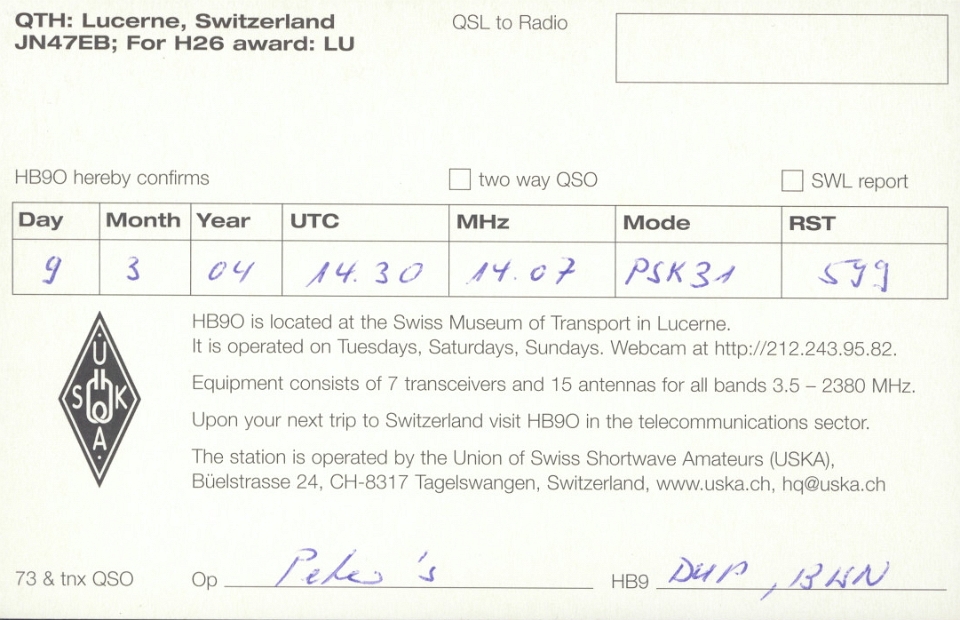 QTH: Lucerne, Switzerland
JN47EB; For H26 award: LU
QSL to Radio
HB9O hereby confirms
two way QSO
SWL report
Day Month Year UTC MHz Mode RST
9 3 04 14.30 14.07 PSK31 599
HB9O is located at the Swiss Museum of Transport in Lucerne.
It is operated on Tuesdays, Saturdays, Sundays. Webcam at http://212.243.95.82.
Equipment consists of 7 transceivers and 15 antennas for all bands 3.5 – 2380 MHz.
Upon your next trip to Switzerland visit HB9O in the telecommunications sector.
The station is operated by the Union of Swiss Shortwave Amateurs (USKA),
Büelstrasse 24, CH-8317 Tagelswangen, Switzerland, www.uska.ch, hq@uska.ch
USKA
73 & tnx QSO Op Peter's HB9